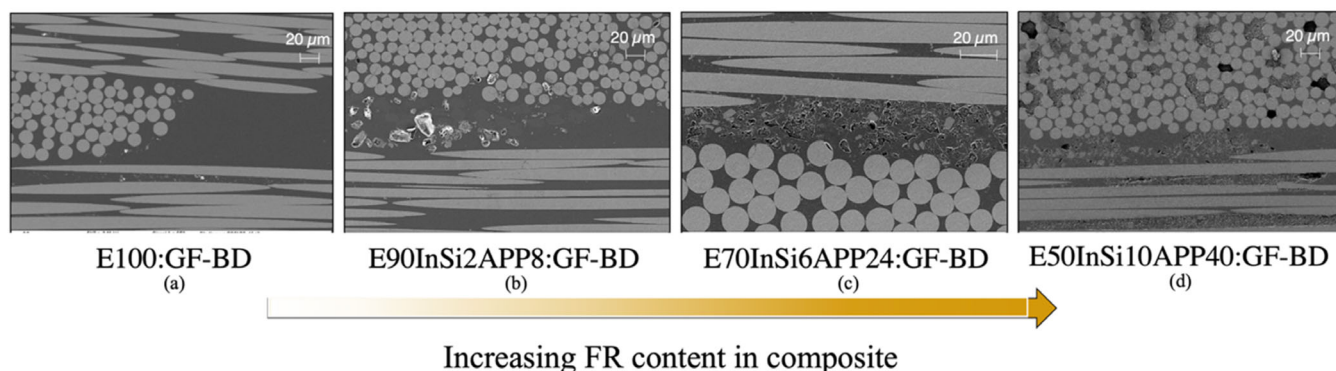 20 µm
20 µm
20 µm
20 µm
E100:GF-BD
E90InSi2APP8:GF-BD
E70InSi6APP24:GF-BD
E50InSi10APP40:GF-BD
(a)
(b)
(c)
(d)
Increasing FR content in composite